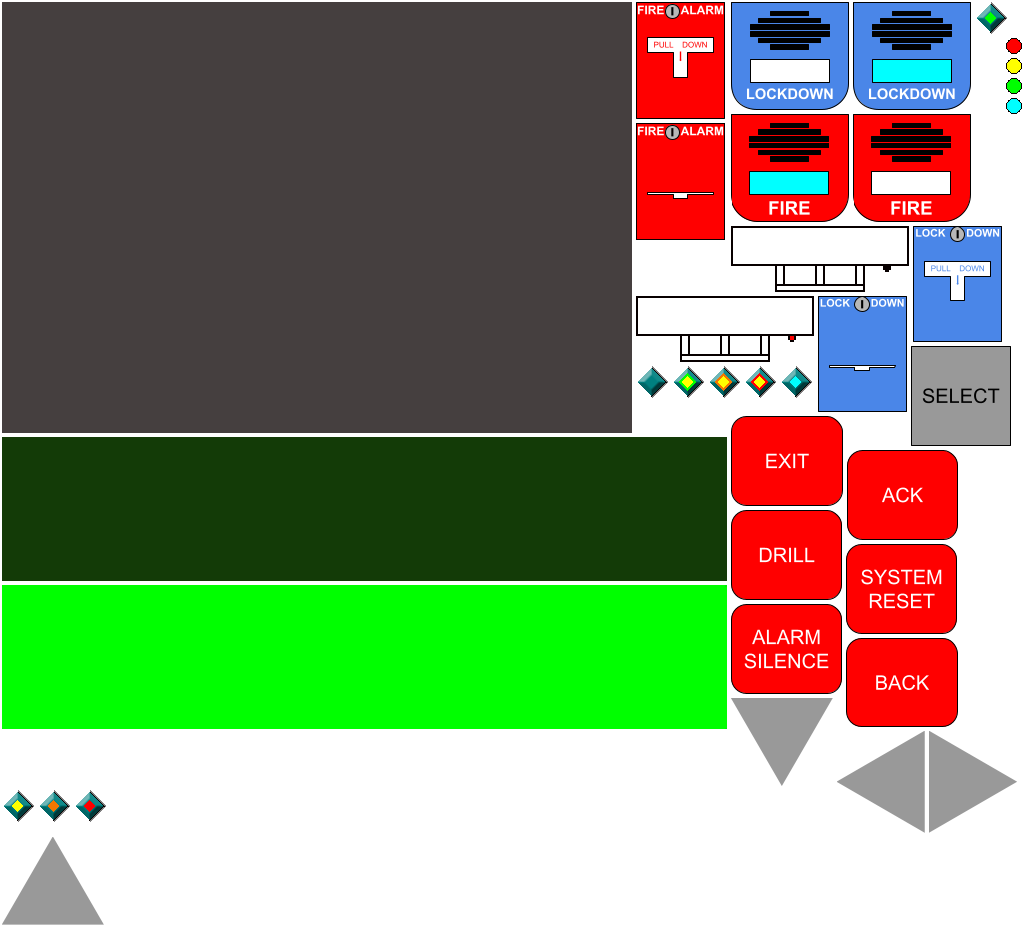 FIRE ALARM
PULL DOWN
LOCKDOWN
LOCKDOWN
FIRE ALARM
FIRE
FIRE
LOCK DOWN
PULL DOWN
LOCK DOWN
SELECT
EXIT
ACK
DRILL
SYSTEM
RESET
ALARM
SILENCE
BACK